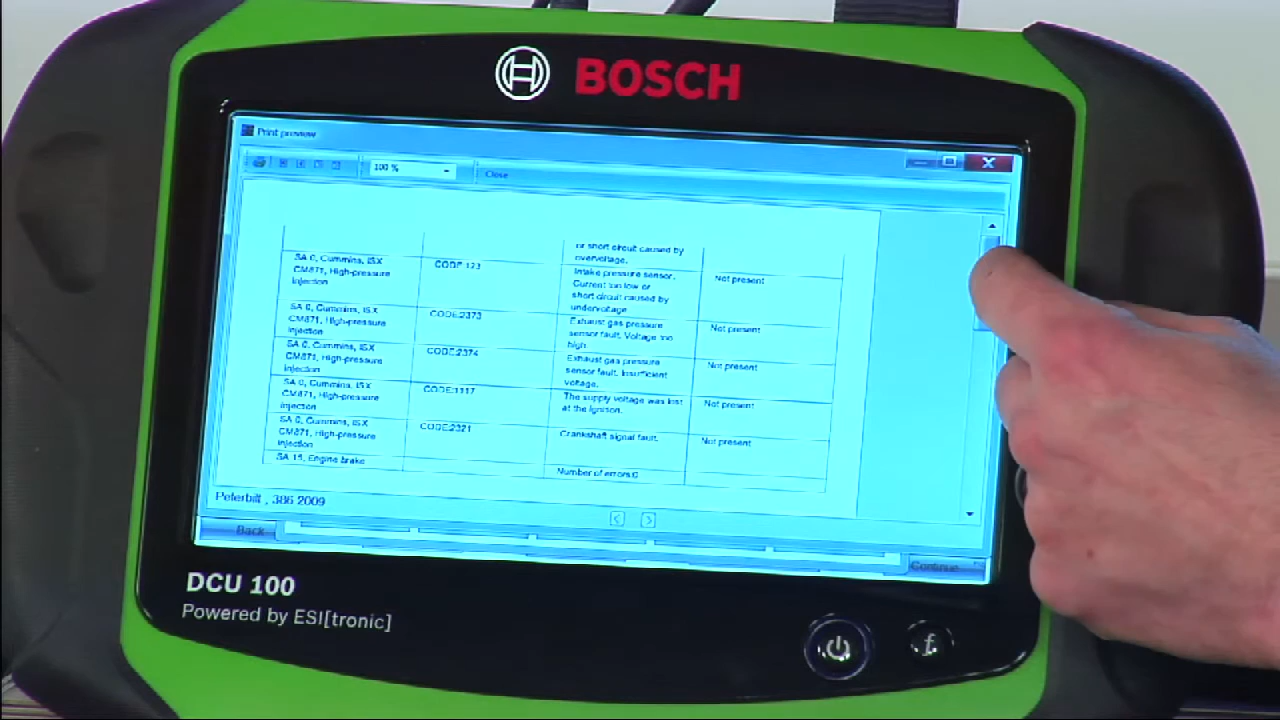 BOSCH
Print preview
100 %
Close
or short circuit caused by
overvoltage.
SA 0, Cummins, ISX
CM871, High-pressure
Injection
CODE:123
Intake pressure sensor.
Current too low or
short circuit caused by
undervoltage
Not present
SA 0, Cummins, ISX
CM871, High-pressure
Injection
CODE:2373
Exhaust gas pressure
sensor fault. Voltage too
high.
Not present
SA 0, Cummins, ISX
CM871, High-pressure
Injection
CODE:2374
Exhaust gas pressure
sensor fault. Insufficient
voltage.
Not present
SA 0, Cummins, ISX
CM871, High-pressure
Injection
CODE:1117
The supply voltage was lost
at the ignison.
Not present
SA 0, Cummins, ISX
CM871, High-pressure
Injection
CODE:2321
Crankshaft signal fault.
Not present
SA 15, Engine brake
Number of errors:0
Peterbilt , 386 2009
Back
Continue
DCU 100
Powered by ESI[tronic]